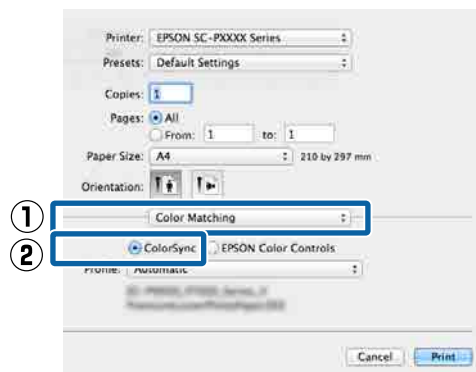 Printer: EPSON SC-PXXXX Series
Presets: Default Settings
Copies: 1
Pages: All
From: 1 to: 1
Paper Size: A4 210 by 297 mm
Orientation:
① Color Matching
② ColorSync EPSON Color Controls
Profile: Automatic
Cancel Print